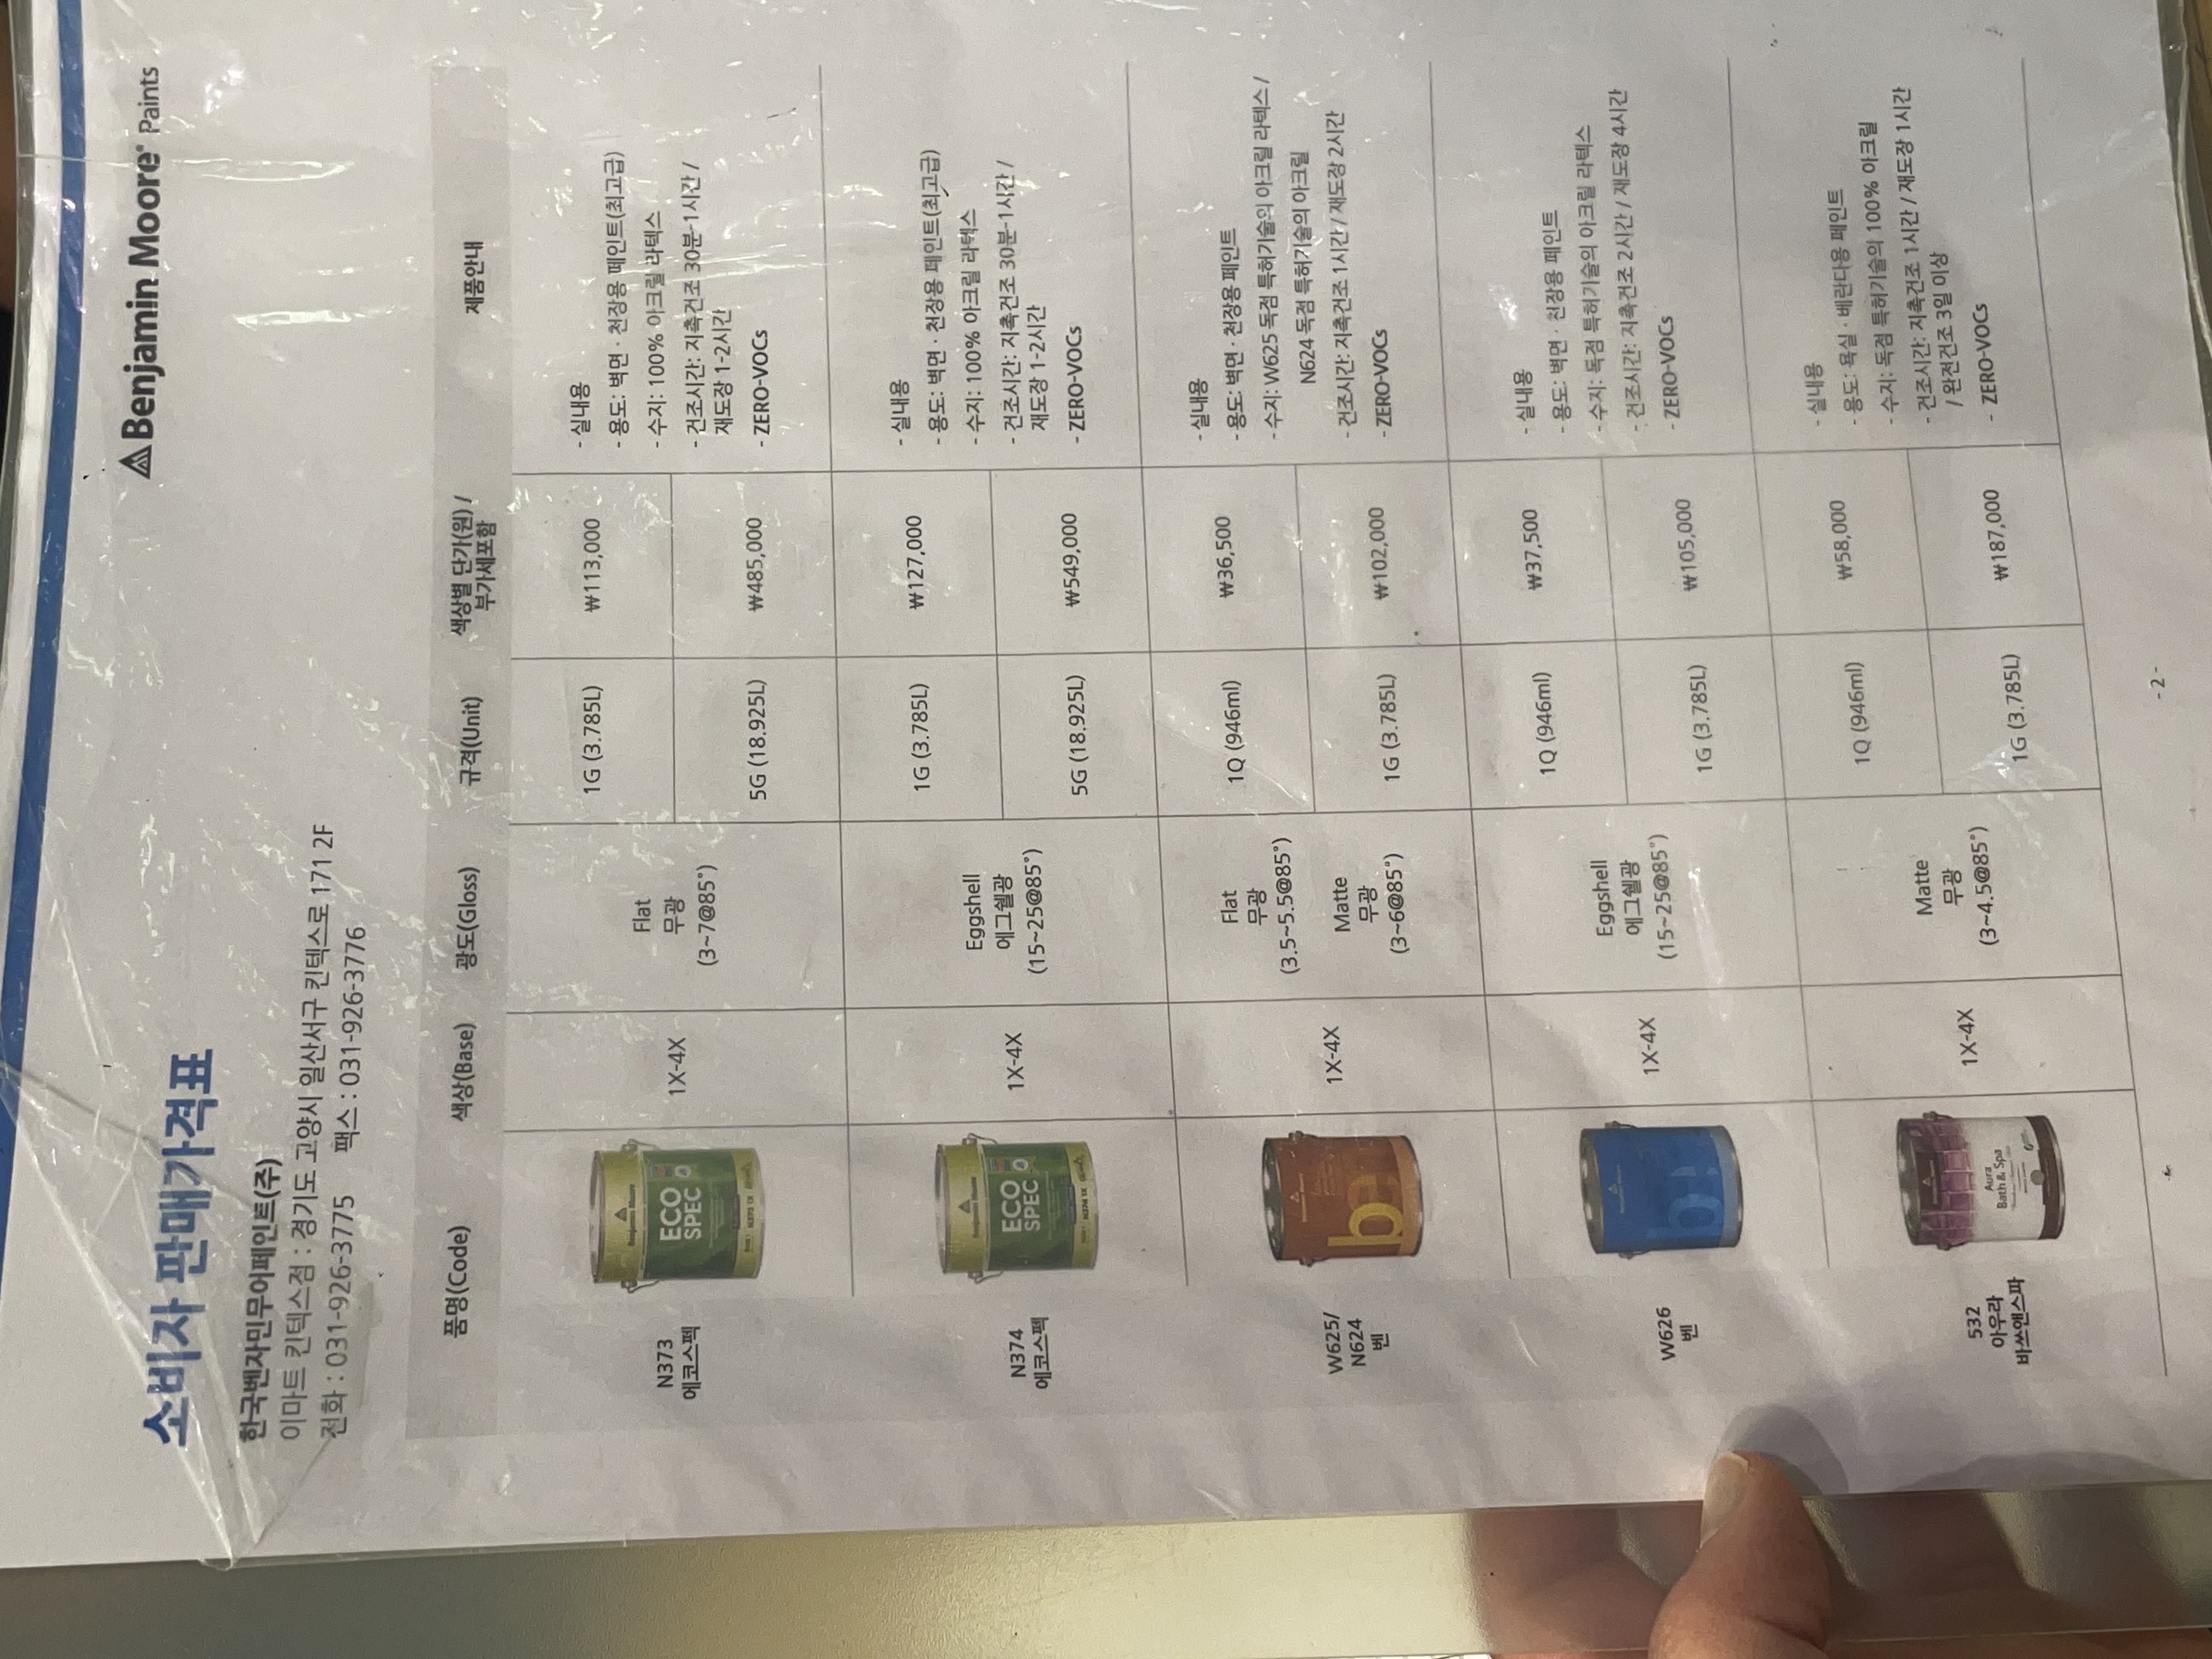 Benjamin Moore® Paints
소비자 판매가격표
한국벤자민무어페인트(주)
이마트 킨텍스점 : 경기도 고양시 일산서구 킨텍스로 171 2F
전화 : 031-926-3775 팩스 : 031-926-3776
품명(Code) 색상(Base) 광도(Gloss) 규격(Unit) 색상별 단가(원) / 부가세포함 제품안내
N373
에코스펙
Benjamin Moore
ECO
SPEC
N373 1X
1X-4X
Flat
무광
(3~7@85°)
1G (3.785L) ₩113,000
5G (18.925L) ₩485,000
- 실내용
- 용도: 벽면 · 천장용 페인트(최고급)
- 수지: 100% 아크릴 라텍스
- 건조시간: 지촉건조 30분-1시간 /
재도장 1-2시간
- ZERO-VOCs
N374
에코스펙
Benjamin Moore
ECO
SPEC
N374 1X
1X-4X
Eggshell
에그쉘광
(15~25@85°)
1G (3.785L) ₩127,000
5G (18.925L) ₩549,000
- 실내용
- 용도: 벽면 · 천장용 페인트(최고급)
- 수지: 100% 아크릴 라텍스
- 건조시간: 지촉건조 30분-1시간 /
재도장 1-2시간
- ZERO-VOCs
W625/
N624
벤
be
1X-4X
Flat
무광
(3.5~5.5@85°)
Matte
무광
(3~6@85°)
1Q (946ml) ₩36,500
1G (3.785L) ₩102,000
- 실내용
- 용도: 벽면 · 천장용 페인트
- 수지: W625 독점 특허기술의 아크릴 라텍스 /
N624 독점 특허기술의 아크릴
- 건조시간: 지촉건조 1시간 / 재도장 2시간
- ZERO-VOCs
W626
벤
1X-4X
Eggshell
에그쉘광
(15~25@85°)
1Q (946ml) ₩37,500
1G (3.785L) ₩105,000
- 실내용
- 용도: 벽면 · 천장용 페인트
- 수지: 독점 특허기술의 아크릴 라텍스
- 건조시간: 지촉건조 2시간 / 재도장 4시간
- ZERO-VOCs
532
아우라
바쓰앤스파
Aura
Bath & Spa
1X-4X
Matte
무광
(3~4.5@85°)
1Q (946ml) ₩58,000
1G (3.785L) ₩187,000
- 실내용
- 용도: 욕실 · 베란다용 페인트
- 수지: 독점 특허기술의 100% 아크릴
- 건조시간: 지촉건조 1시간 / 재도장 1시간
/ 완전건조 3일 이상
- ZERO-VOCs
- 2 -